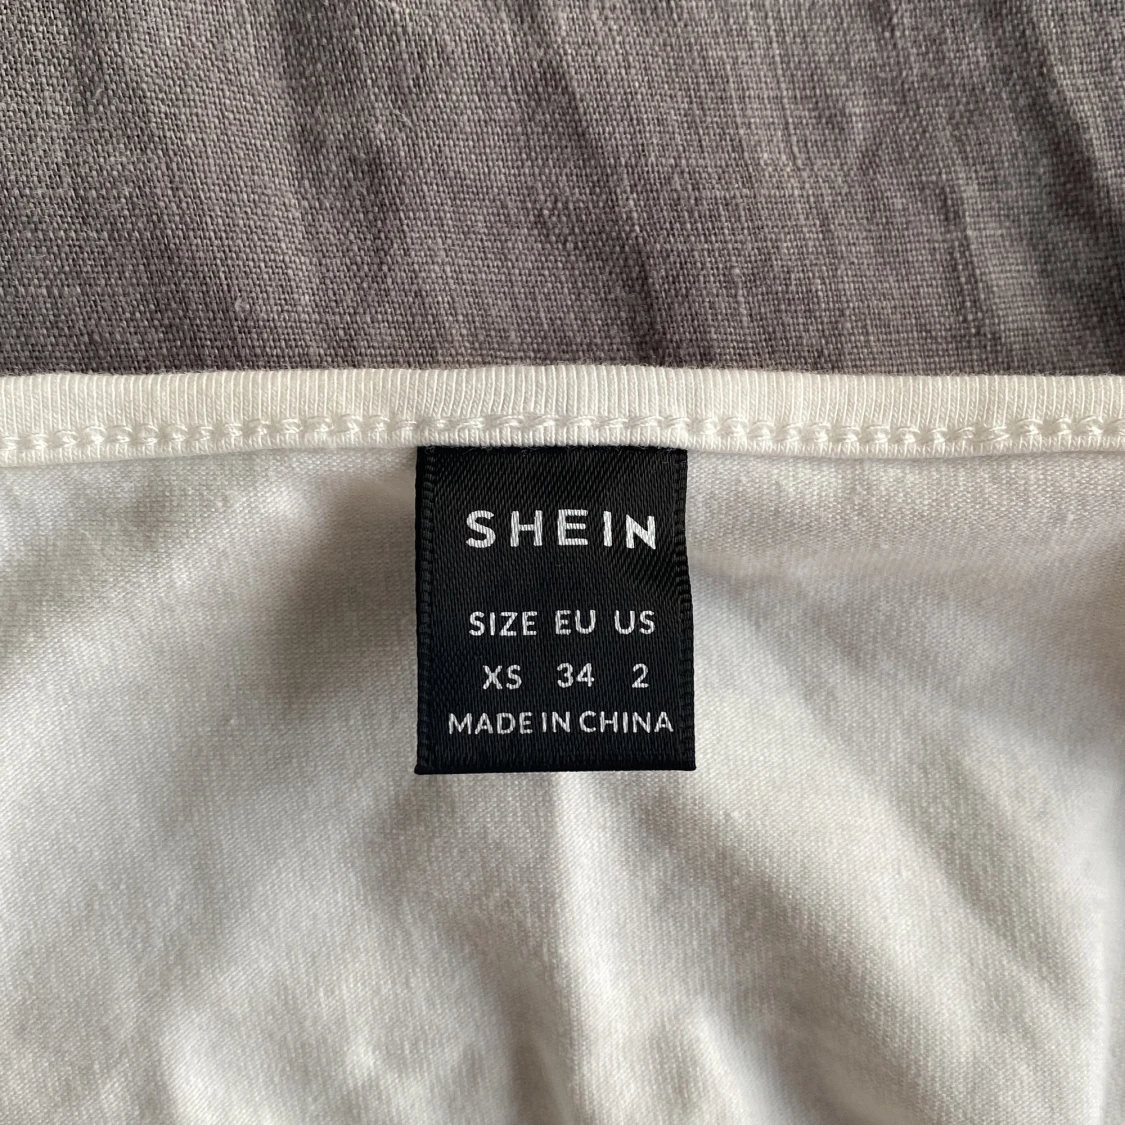 SHEIN
SIZE EU US
XS 34 2
MADE IN CHINA